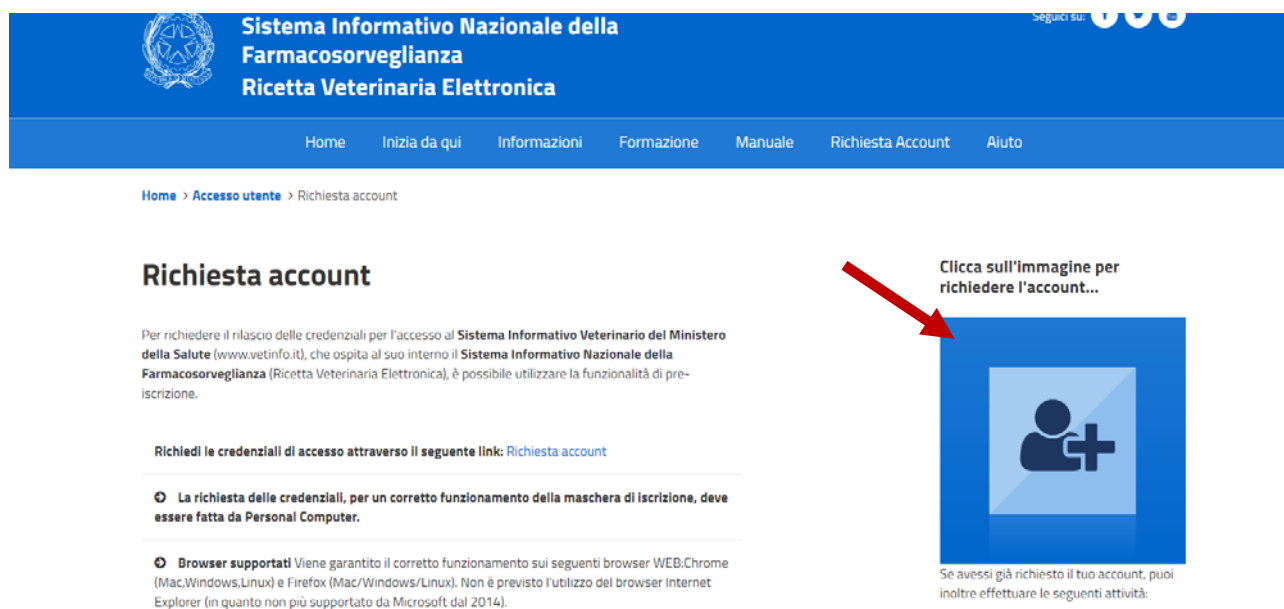 Sistema Informativo Nazionale della
Farmacosorveglianza
Ricetta Veterinaria Elettronica
Seguici su:
Home Inizia da qui Informazioni Formazione Manuale Richiesta Account Aiuto
Home > Accesso utente > Richiesta account
Richiesta account
Per richiedere il rilascio delle credenziali per l'accesso al Sistema Informativo Veterinario del Ministero
della Salute (www.vetinfo.it), che ospita al suo interno il Sistema Informativo Nazionale della
Farmacosorveglianza (Ricetta Veterinaria Elettronica), è possibile utilizzare la funzionalità di pre-
iscrizione.
Richiedi le credenziali di accesso attraverso il seguente link: Richiesta account
La richiesta delle credenziali, per un corretto funzionamento della maschera di iscrizione, deve
essere fatta da Personal Computer.
Browser supportati Viene garantito il corretto funzionamento sui seguenti browser WEB:Chrome
(Mac,Windows,Linux) e Firefox (Mac/Windows/Linux). Non è previsto l'utilizzo del browser Internet
Explorer (in quanto non più supportato da Microsoft dal 2014).
Clicca sull'immagine per
richiedere l'account...
Se avessi già richiesto il tuo account, puoi
inoltre effettuare le seguenti attività: